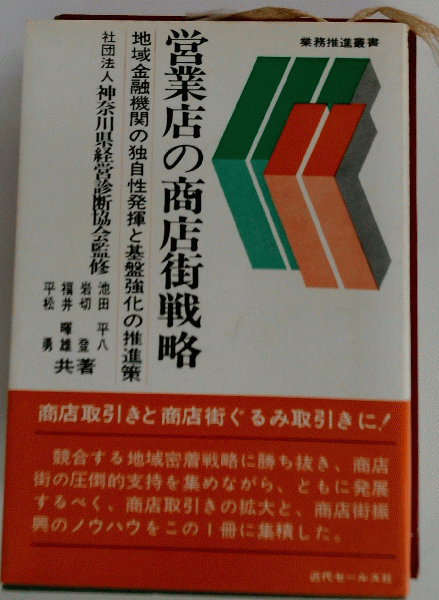 業務推進叢書
営業店の商店街戦略
地域金融機関の独自性発揮と基盤強化の推進策
社団法人 神奈川県経営診断協会監修
池田 平八
岩切 登
福井 曜雄
平松 勇
共著
商店取引きと商店街ぐるみ取引きに!
競合する地域密着戦略に勝ち抜き、商店
街の圧倒的支持を集めながら、ともに発展
するべく、商店取引の拡大と、商店街振
興のノウハウをこの1冊に集積した。
近代セールス社